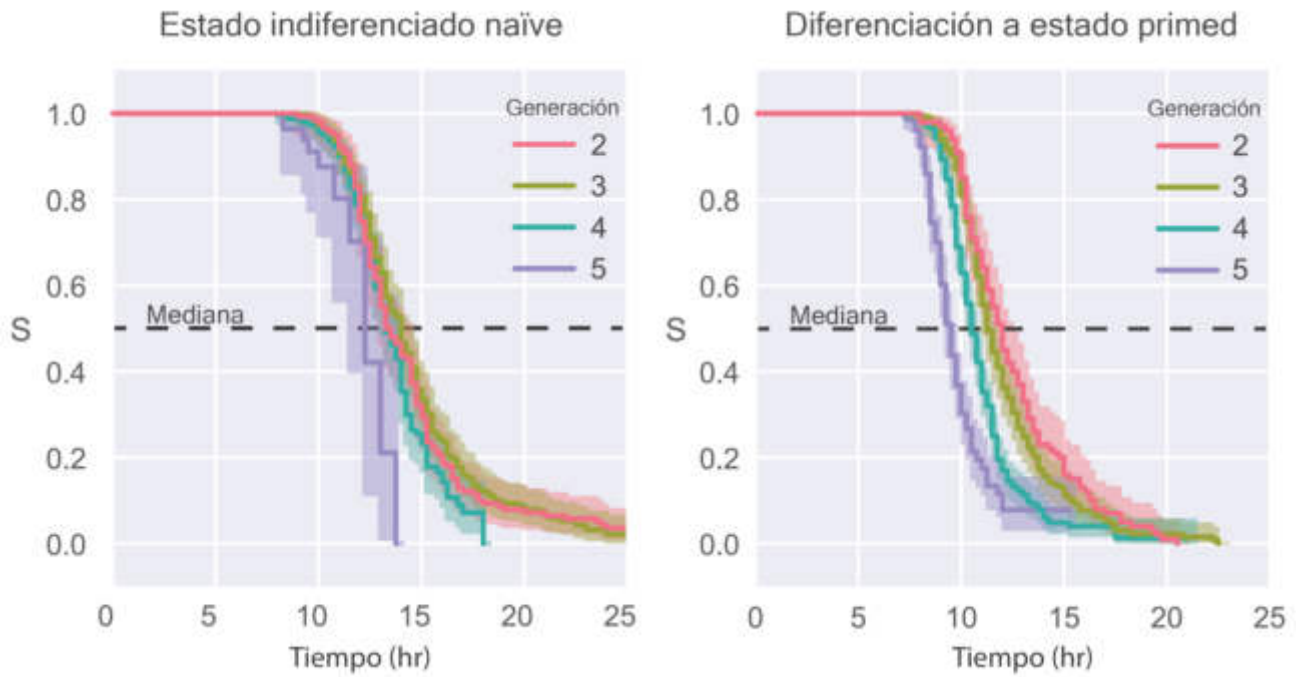 Estado indiferenciado naïve
Generación
2
3
4
5
Mediana
S
1.0
0.8
0.6
0.4
0.2
0.0
0 5 10 15 20 25
Tiempo (hr)
Diferenciación a estado primed
Generación
2
3
4
5
Mediana
S
1.0
0.8
0.6
0.4
0.2
0.0
0 5 10 15 20 25
Tiempo (hr)